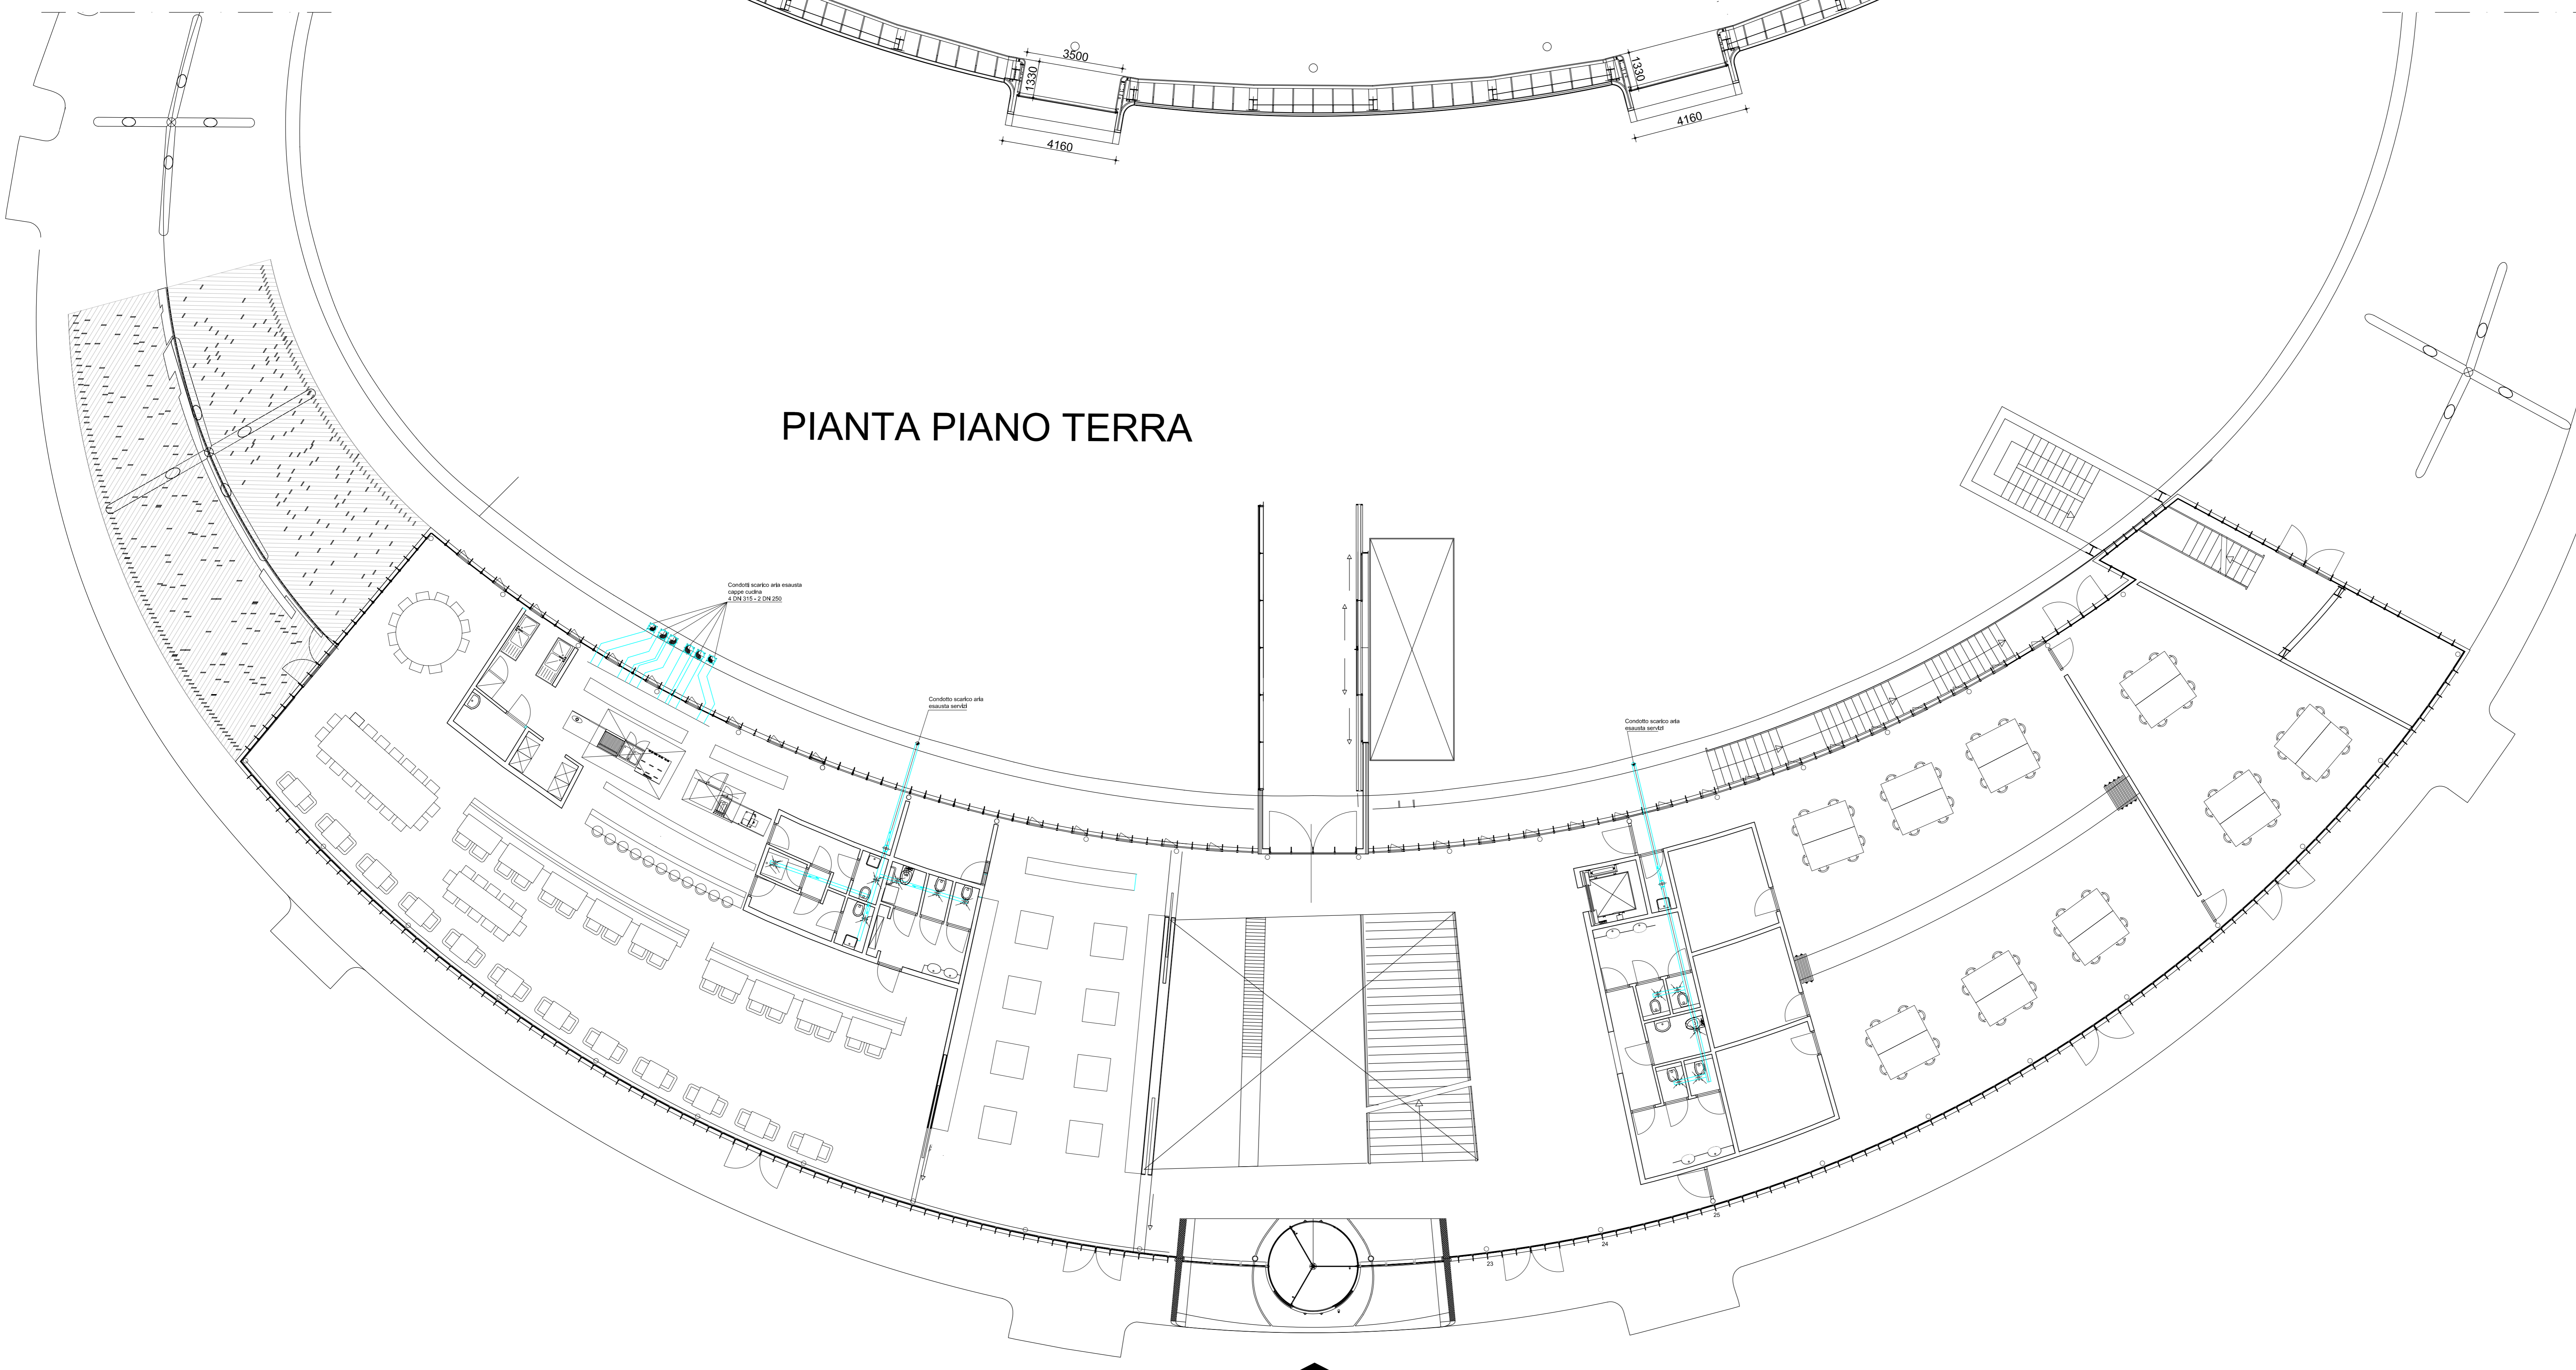 3500
1330
1330
4160
4160
PIANTA PIANO TERRA
Condotti scarico aria esausta
cappe cucina
4 DN 315 - 2 DN 250
Condotto scarico aria
esausta servizi
Condotto scarico aria
esausta servizi
25
24
23